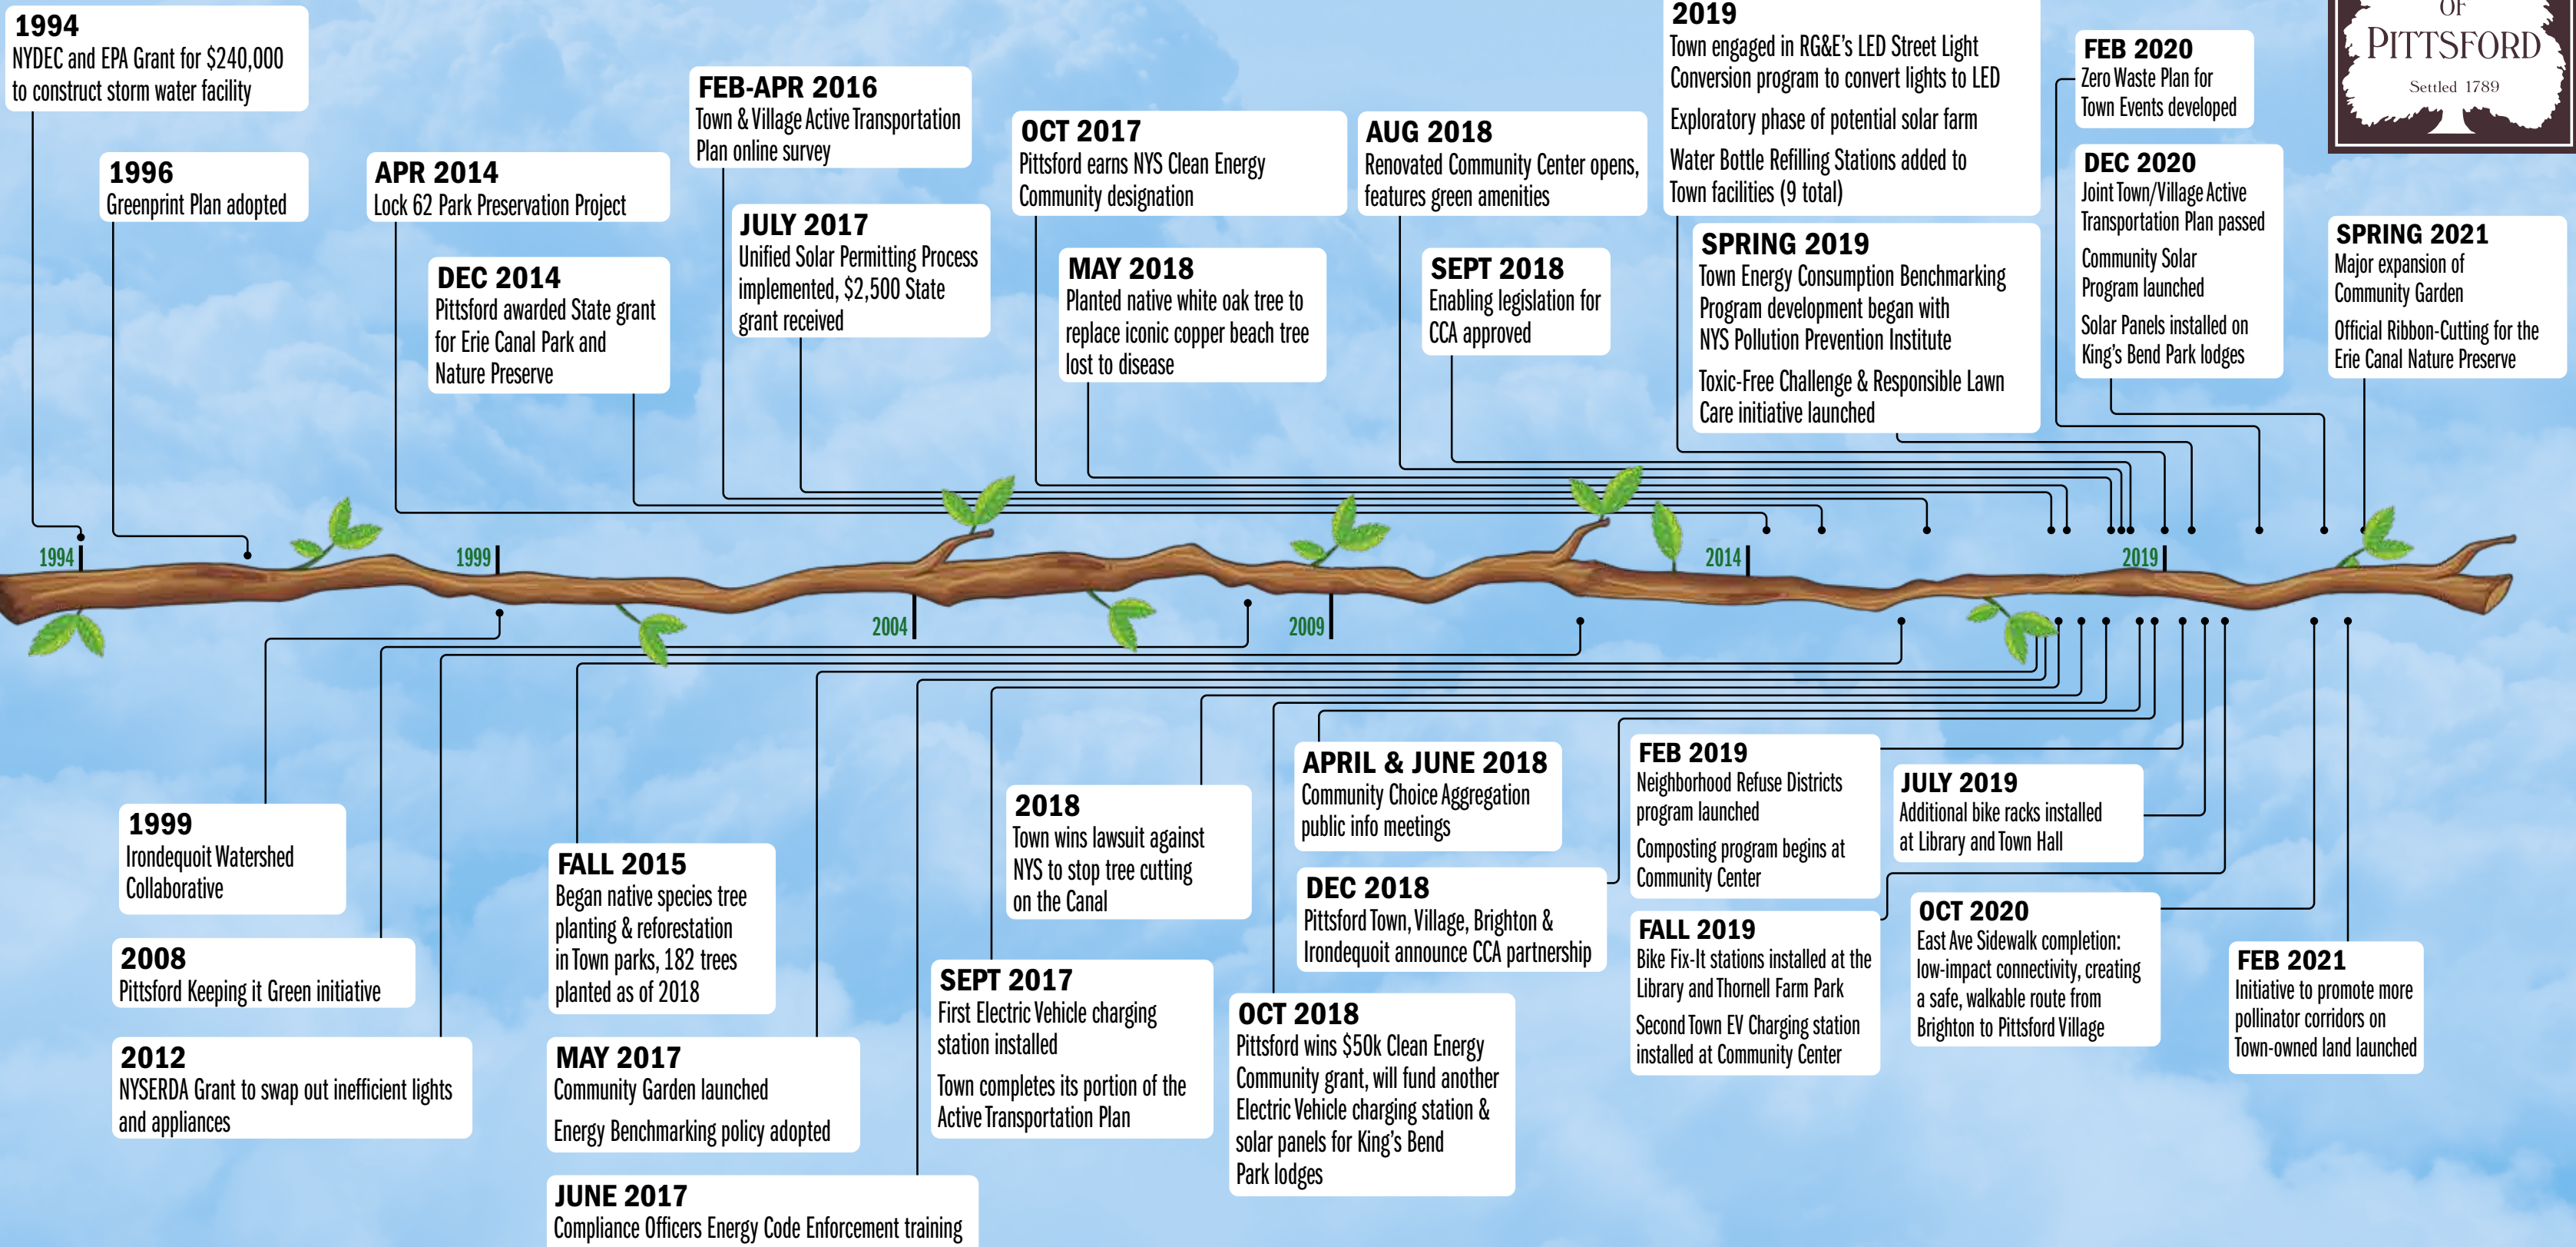 1994
NYDEC and EPA Grant for $240,000
to construct storm water facility
1996
Greenprint Plan adopted
APR 2014
Lock 62 Park Preservation Project
DEC 2014
Pittsford awarded State grant
for Erie Canal Park and
Nature Preserve
FEB-APR 2016
Town & Village Active Transportation
Plan online survey
JULY 2017
Unified Solar Permitting Process
implemented, $2,500 State
grant received
OCT 2017
Pittsford earns NYS Clean Energy
Community designation
MAY 2018
Planted native white oak tree to
replace iconic copper beach tree
lost to disease
AUG 2018
Renovated Community Center opens,
features green amenities
SEPT 2018
Enabling legislation for
CCA approved
2019
Town engaged in RG&E's LED Street Light
Conversion program to convert lights to LED
Exploratory phase of potential solar farm
Water Bottle Refilling Stations added to
Town facilities (9 total)
SPRING 2019
Town Energy Consumption Benchmarking
Program development began with
NYS Pollution Prevention Institute
Toxic-Free Challenge & Responsible Lawn
Care initiative launched
FEB 2020
Zero Waste Plan for
Town Events developed
DEC 2020
Joint Town/Village Active
Transportation Plan passed
Community Solar
Program launched
Solar Panels installed on
King's Bend Park lodges
OF
PITTSFORD
Settled 1789
SPRING 2021
Major expansion of
Community Garden
Official Ribbon-Cutting for the
Erie Canal Nature Preserve
1994
1999
2004
2009
2014
2019
1999
Irondequoit Watershed
Collaborative
2008
Pittsford Keeping it Green initiative
2012
NYSERDA Grant to swap out inefficient lights
and appliances
FALL 2015
Began native species tree
planting & reforestation
in Town parks, 182 trees
planted as of 2018
MAY 2017
Community Garden launched
Energy Benchmarking policy adopted
JUNE 2017
Compliance Officers Energy Code Enforcement training
SEPT 2017
First Electric Vehicle charging
station installed
Town completes its portion of the
Active Transportation Plan
2018
Town wins lawsuit against
NYS to stop tree cutting
on the Canal
OCT 2018
Pittsford wins $50k Clean Energy
Community grant, will fund another
Electric Vehicle charging station &
solar panels for King's Bend
Park lodges
APRIL & JUNE 2018
Community Choice Aggregation
public info meetings
DEC 2018
Pittsford Town, Village, Brighton &
Irondequoit announce CCA partnership
FEB 2019
Neighborhood Refuse Districts
program launched
Composting program begins at
Community Center
FALL 2019
Bike Fix-It stations installed at the
Library and Thornell Farm Park
Second Town EV Charging station
installed at Community Center
JULY 2019
Additional bike racks installed
at Library and Town Hall
OCT 2020
East Ave Sidewalk completion:
low-impact connectivity, creating
a safe, walkable route from
Brighton to Pittsford Village
FEB 2021
Initiative to promote more
pollinator corridors on
Town-owned land launched